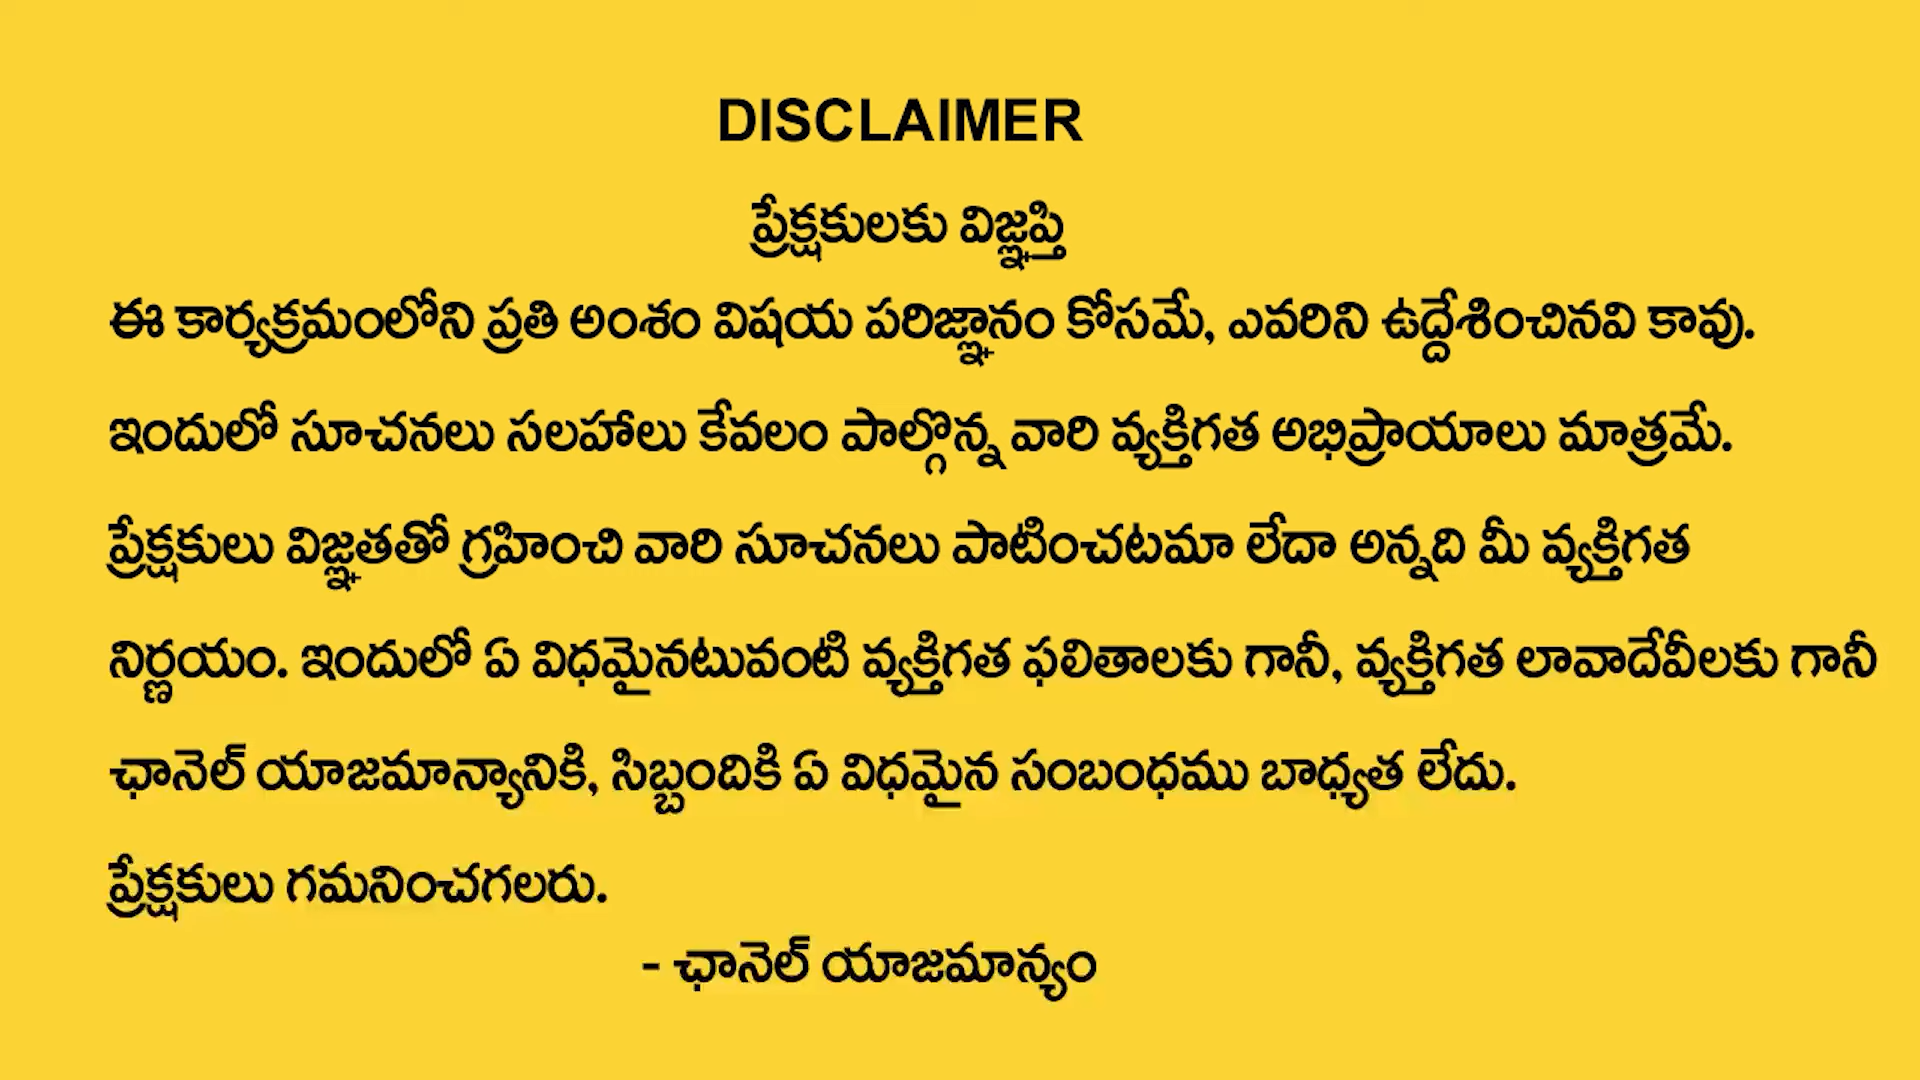 DISCLAIMER
ప్రేక్షకులకు విజ్ఞప్తి
ఈ కార్యక్రమంలోని ప్రతి అంశం విషయ పరిజ్ఞానం కోసమే, ఎవరిని ఉద్దేశించినవి కావు.
ఇందులో సూచనలు సలహాలు కేవలం పాల్గొన్న వారి వ్యక్తిగత అభిప్రాయాలు మాత్రమే.
ప్రేక్షకులు విజ్ఞతతో గ్రహించి వారి సూచనలు పాటించటమా లేదా అన్నది మీ వ్యక్తిగత
నిర్ణయం. ఇందులో ఏ విధమైనటువంటి వ్యక్తిగత ఫలితాలకు గానీ, వ్యక్తిగత లావాదేవీలకు గానీ
ఛానెల్ యాజమాన్యానికి, సిబ్బందికి ఏ విధమైన సంబంధము బాధ్యత లేదు.
ప్రేక్షకులు గమనించగలరు.
- ఛానెల్ యాజమాన్యం